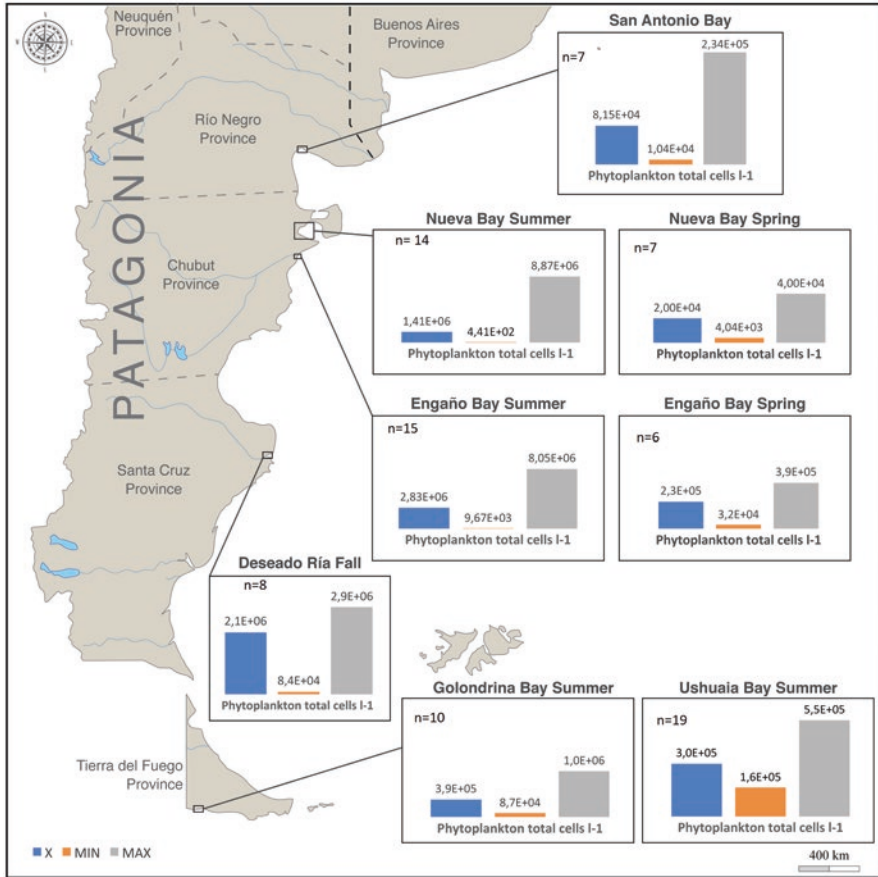 Neuquén
Province
Buenos Aires
Province
Río Negro
Province
PATAGONIA
Chubut
Province
Santa Cruz
Province
Tierra del Fuego
Province
San Antonio Bay
n=7
2,34E+05
8,15E+04
1,04E+04
Phytoplankton total cells l-1
Nueva Bay Summer
n= 14
8,87E+06
1,41E+06
4,41E+02
Phytoplankton total cells l-1
Nueva Bay Spring
n=7
4,00E+04
2,00E+04
4,04E+03
Phytoplankton total cells l-1
Engaño Bay Summer
n=15
8,05E+06
2,83E+06
9,67E+03
Phytoplankton total cells l-1
Engaño Bay Spring
n=6
3,9E+05
2,3E+05
3,2E+04
Phytoplankton total cells l-1
Deseado Ría Fall
n=8
2,9E+06
2,1E+06
8,4E+04
Phytoplankton total cells l-1
Golondrina Bay Summer
n=10
1,0E+06
3,9E+05
8,7E+04
Phytoplankton total cells l-1
Ushuaia Bay Summer
n=19
5,5E+05
3,0E+05
1,6E+05
Phytoplankton total cells l-1
X MIN MAX
400 km